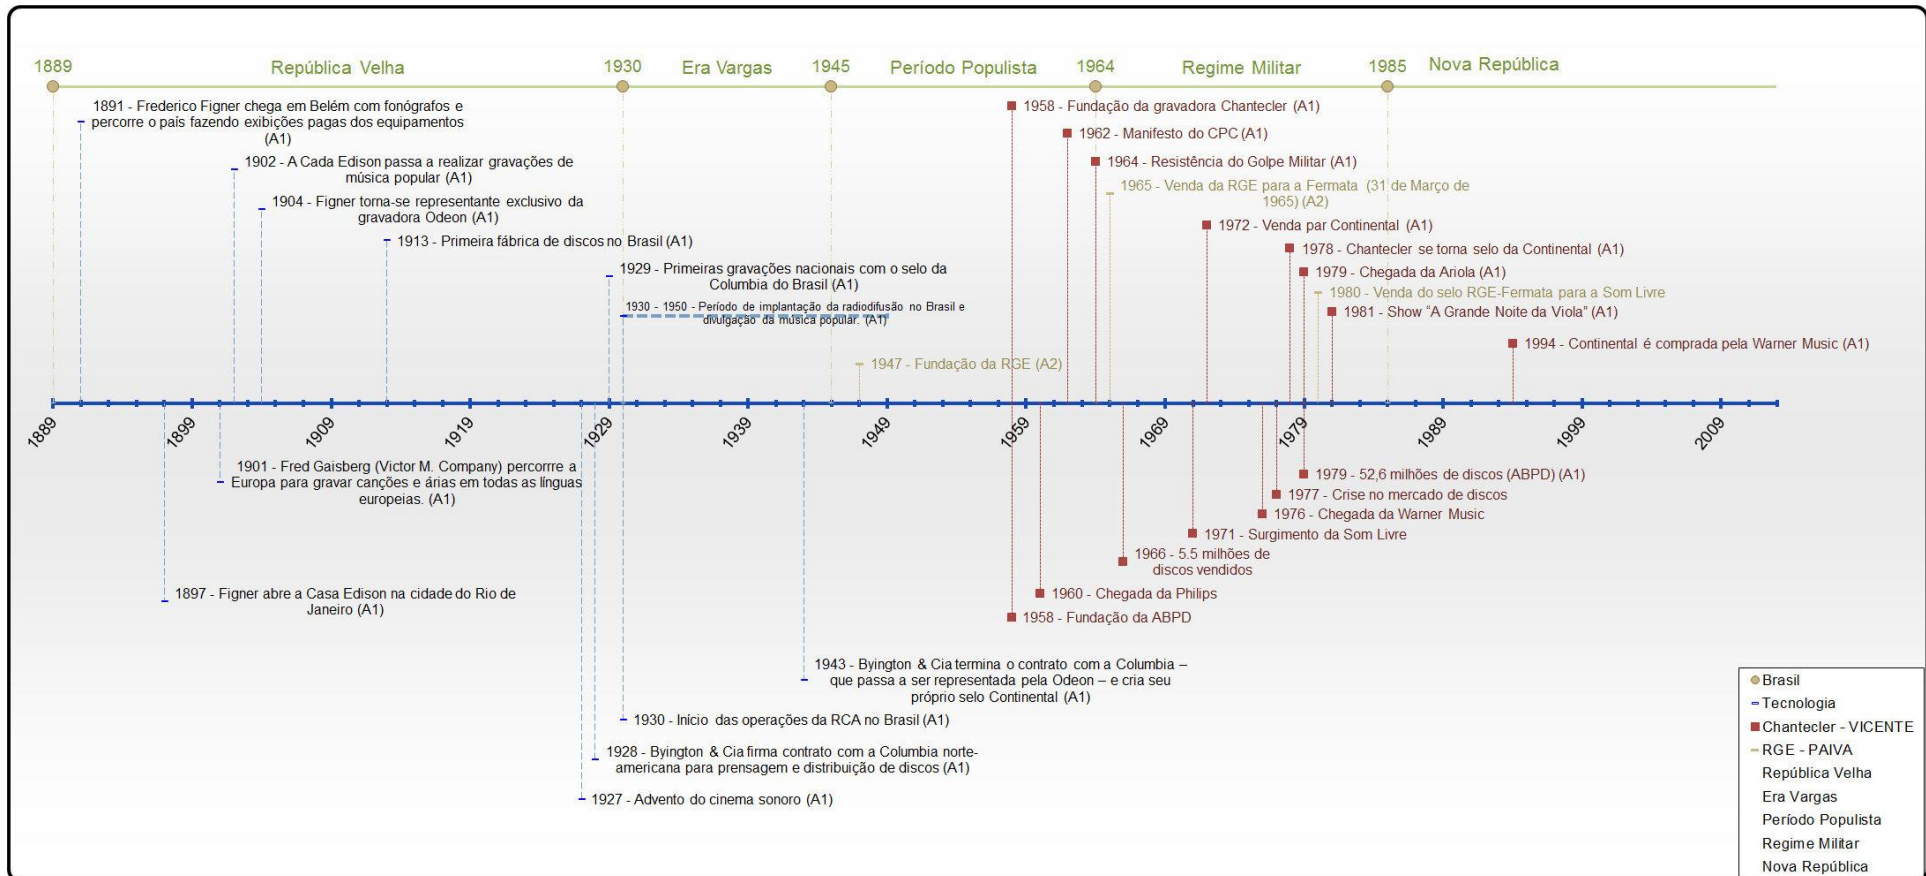 1889
República Velha
1930
Era Vargas
1945
Período Populista
1964
Regime Militar
1985
Nova República
1891 - Frederico Figner chega em Belém com fonógrafos e
percorre o país fazendo exibições pagas dos equipamentos
(A1)
1902 - A Cada Edison passa a realizar gravações de
música popular (A1)
1904 - Figner torna-se representante exclusivo da
gravadora Odeon (A1)
1913 - Primeira fábrica de discos no Brasil (A1)
1929 - Primeiras gravações nacionais com o selo da
Columbia do Brasil (A1)
1930 - 1950 - Período de implantação da radiodifusão no Brasil e
divulgação da música popular. (A1)
1947 - Fundação da RGE (A2)
1958 - Fundação da gravadora Chantecler (A1)
1962 - Manifesto do CPC (A1)
1964 - Resistência do Golpe Militar (A1)
1965 - Venda da RGE para a Fermata (31 de Março de
1965) (A2)
1972 - Venda par Continental (A1)
1978 - Chantecler se torna selo da Continental (A1)
1979 - Chegada da Ariola (A1)
1980 - Venda do selo RGE-Fermata para a Som Livre
1981 - Show “A Grande Noite da Viola” (A1)
1994 - Continental é comprada pela Warner Music (A1)
1889
1899
1909
1919
1929
1939
1949
1959
1969
1979
1989
1999
2009
1901 - Fred Gaisberg (Victor M. Company) percorrre a
Europa para gravar canções e árias em todas as línguas
europeias. (A1)
1897 - Figner abre a Casa Edison na cidade do Rio de
Janeiro (A1)
1979 - 52,6 milhões de discos (ABPD) (A1)
1977 - Crise no mercado de discos
1976 - Chegada da Warner Music
1971 - Surgimento da Som Livre
1966 - 5.5 milhões de
discos vendidos
1960 - Chegada da Philips
1958 - Fundação da ABPD
1943 - Byington & Cia termina o contrato com a Columbia –
que passa a ser representada pela Odeon – e cria seu
próprio selo Continental (A1)
1930 - Início das operações da RCA no Brasil (A1)
1928 - Byington & Cia firma contrato com a Columbia norte-
americana para prensagem e distribuição de discos (A1)
1927 - Advento do cinema sonoro (A1)
Brasil
Tecnologia
Chantecler - VICENTE
RGE - PAIVA
República Velha
Era Vargas
Período Populista
Regime Militar
Nova República